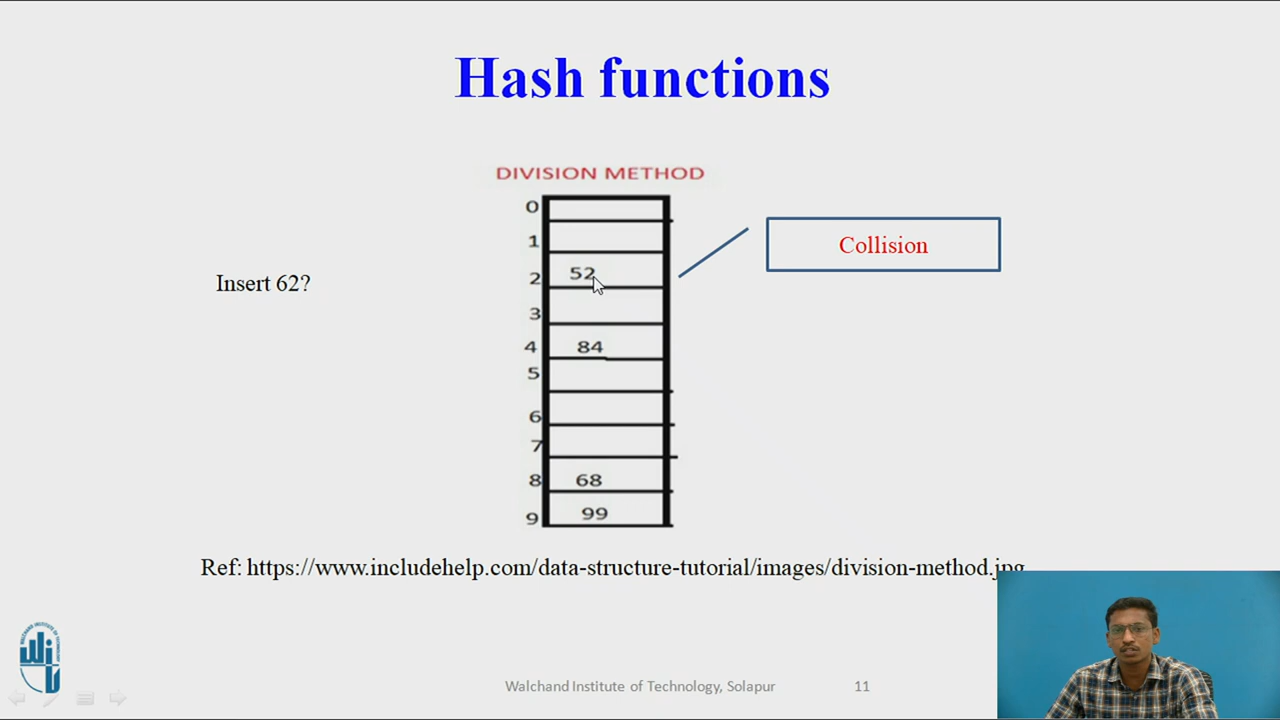 Hash functions
DIVISION METHOD
0
1
Collision
2 52
Insert 62?
3
4 84
5
6
7
8 68
9 99
Ref: https://www.includehelp.com/data-structure-tutorial/images/division-method.jpg
Walchand Institute of Technology, Solapur 11